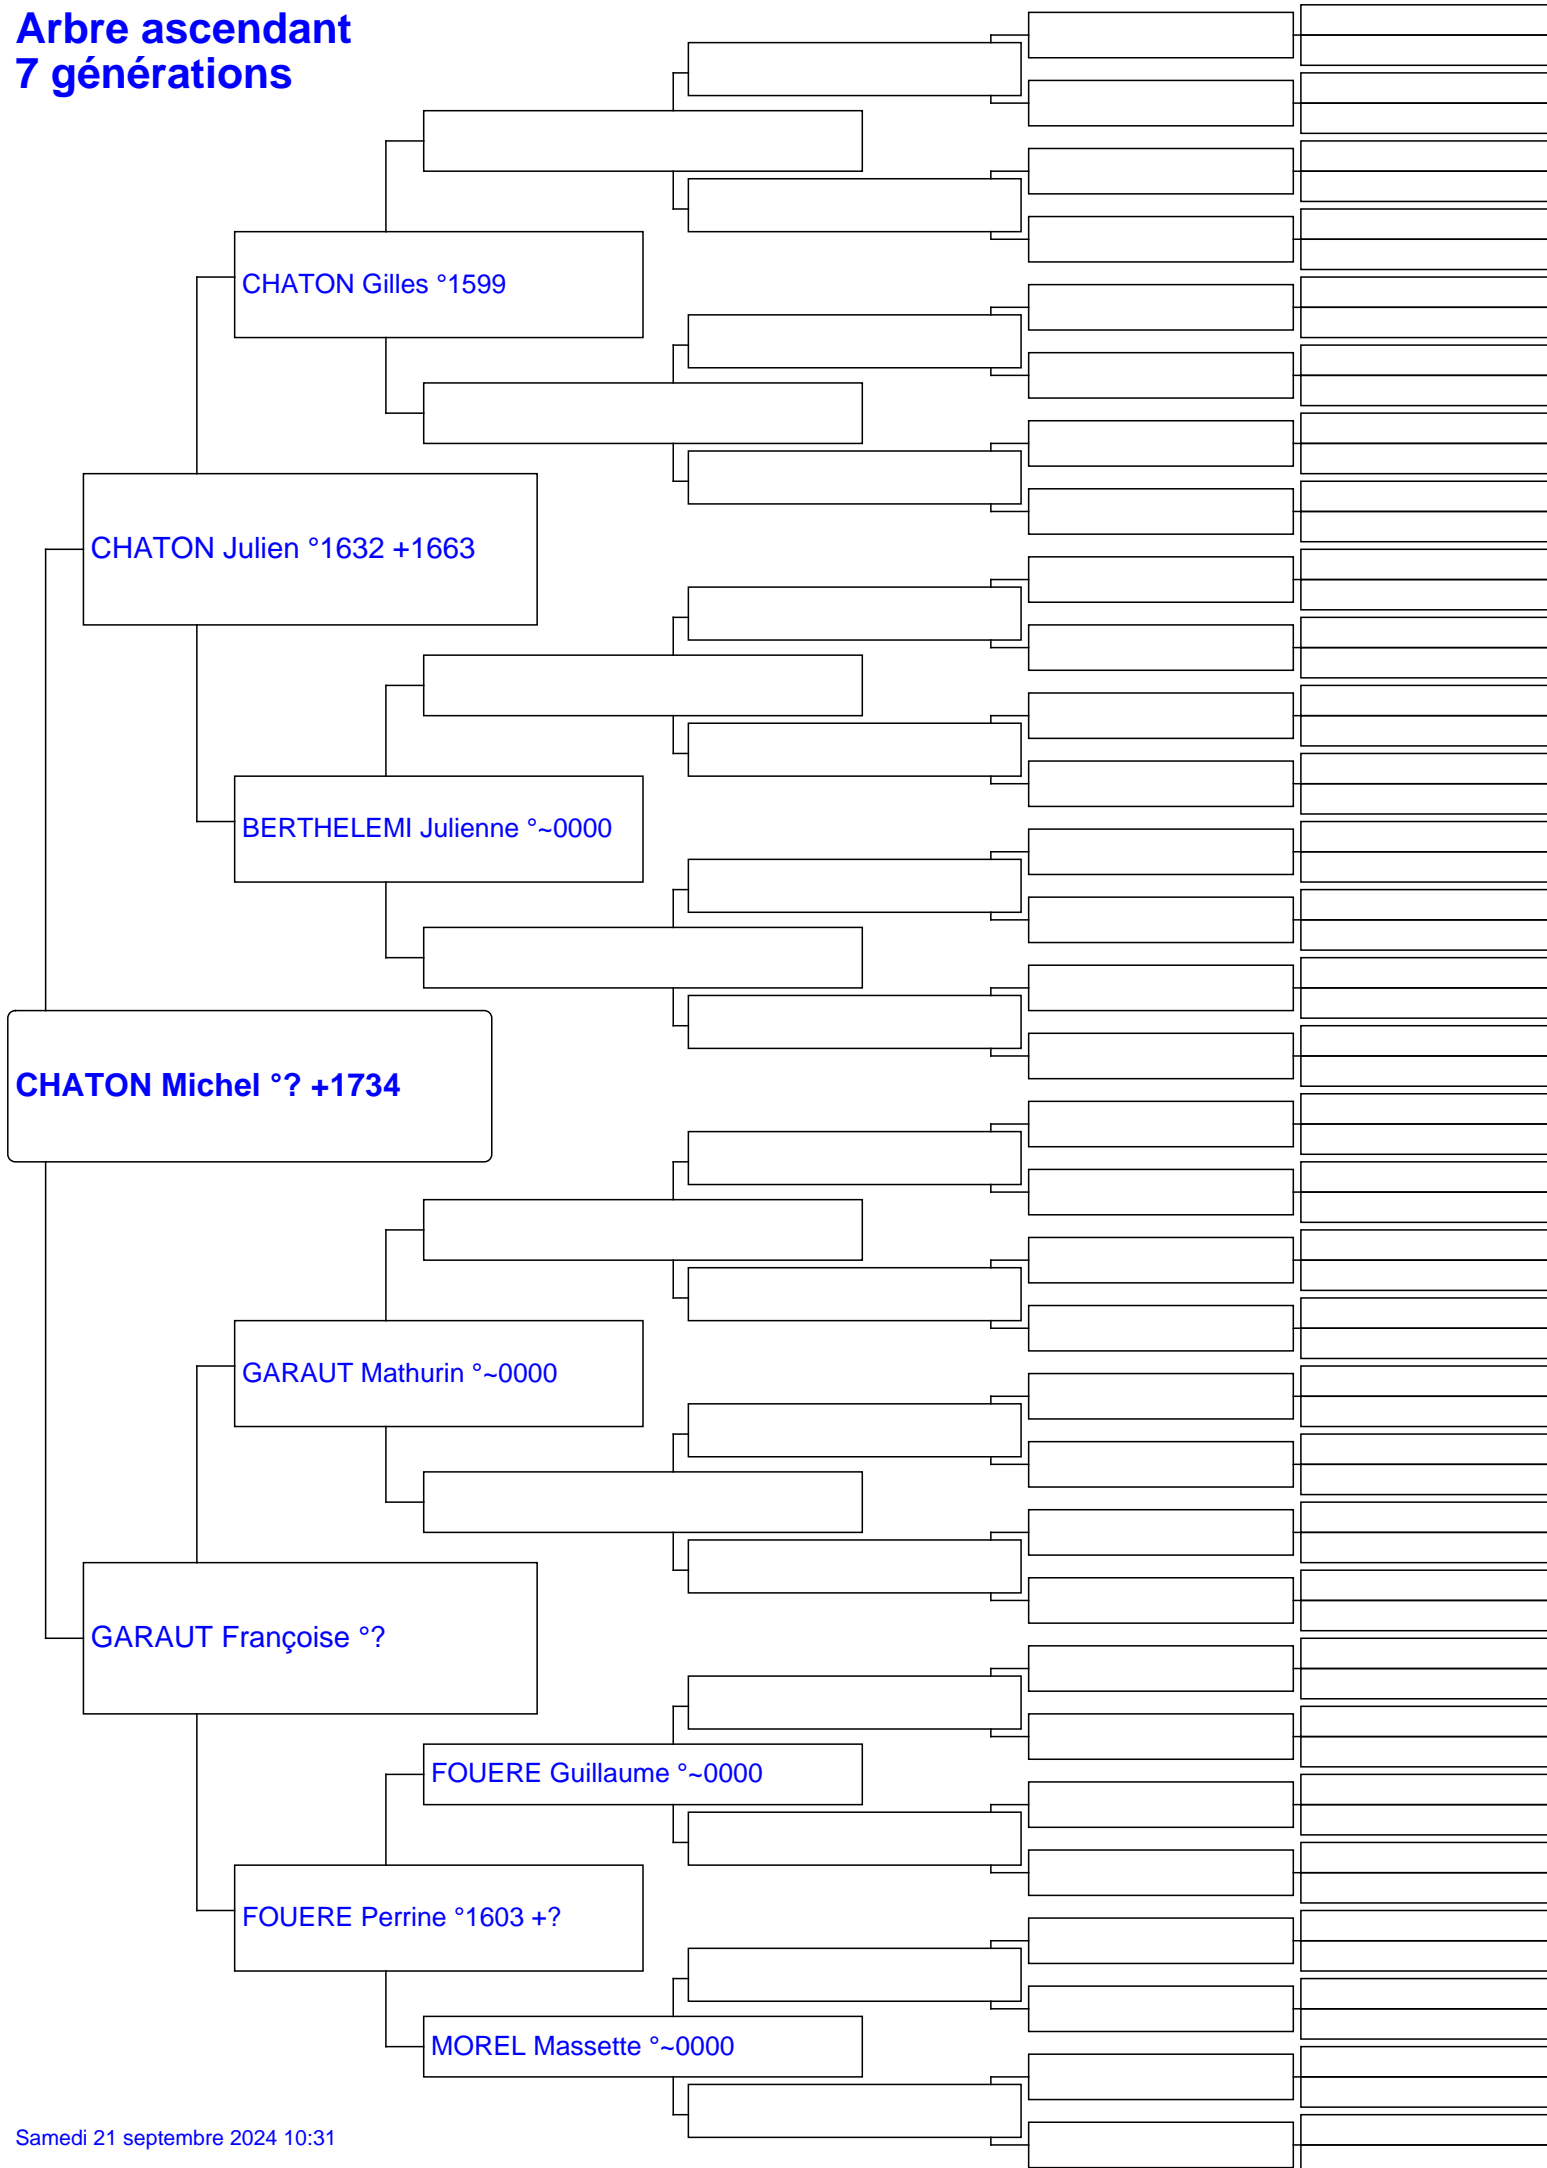 Arbre ascendant
7 générations
CHATON Gilles °1599
CHATON Julien °1632 +1663
BERTHELEMI Julienne °~0000
CHATON Michel °? +1734
GARAUT Mathurin °~0000
GARAUT Françoise °?
FOUERE Guillaume °~0000
FOUERE Perrine °1603 +?
MOREL Massette °~0000
Samedi 21 septembre 2024 10:31